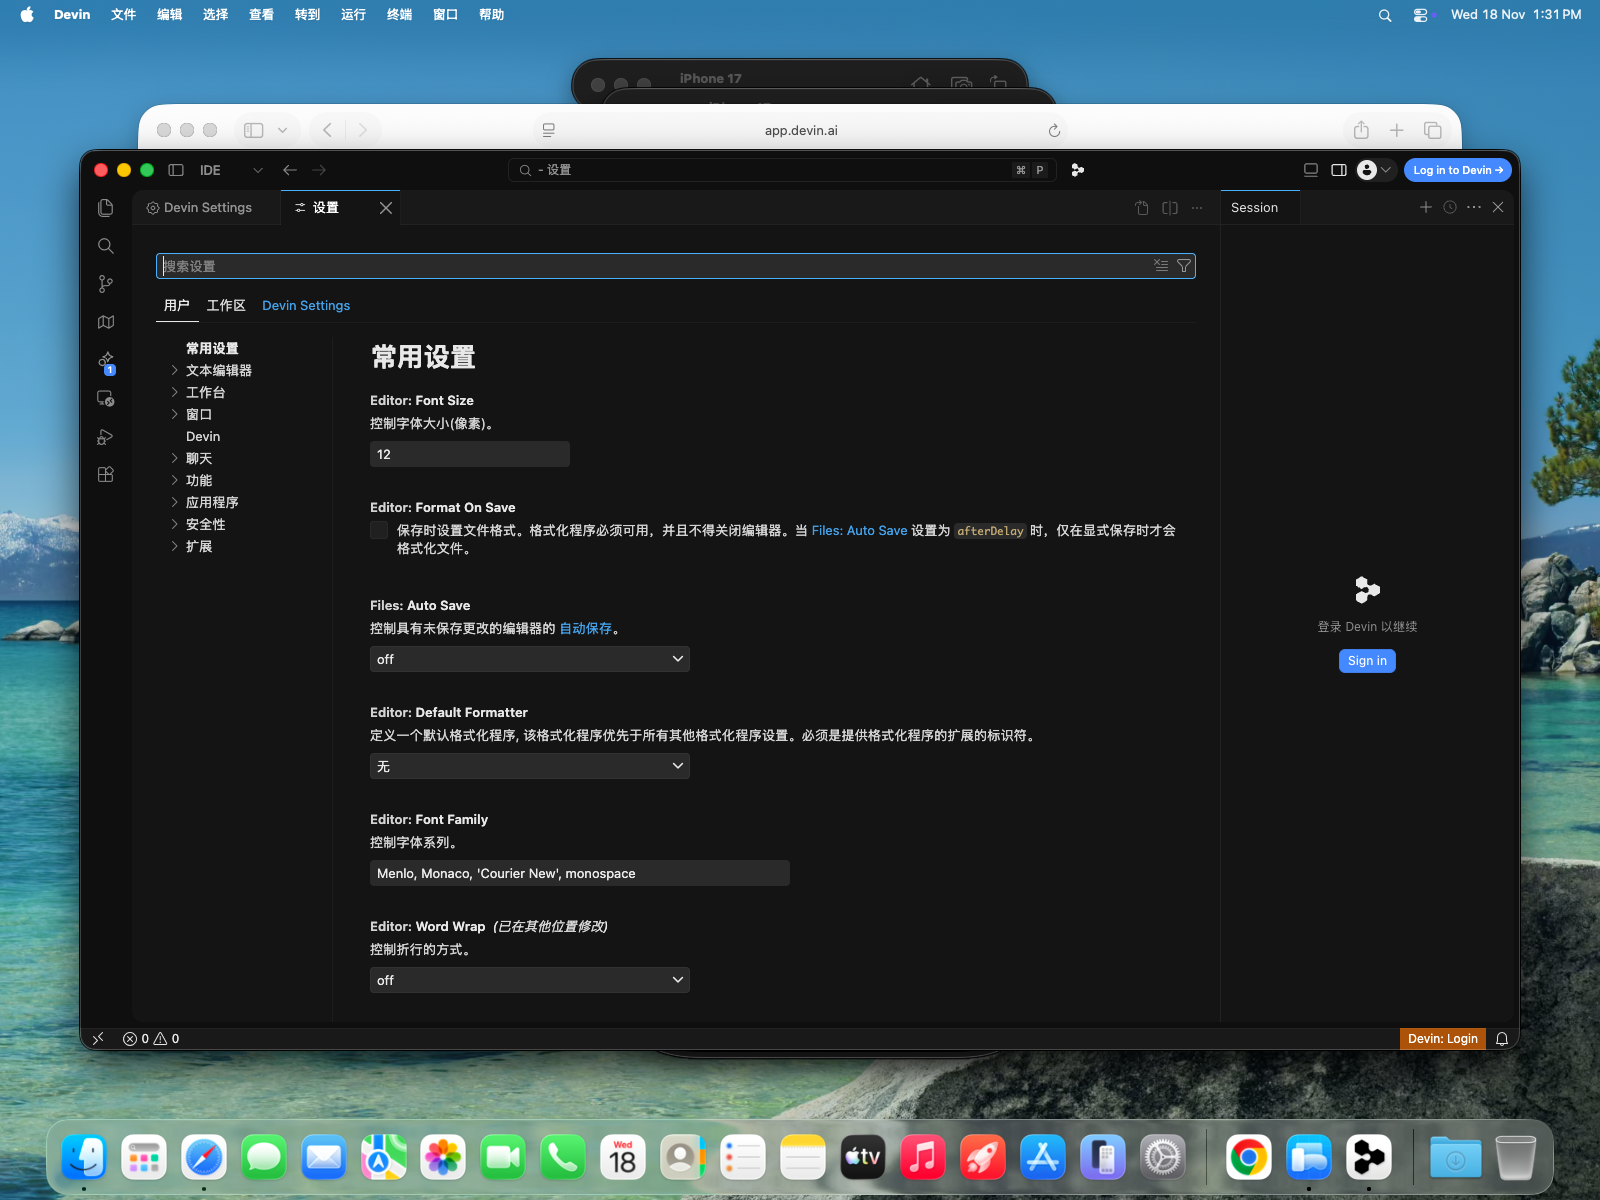 Devin 文件 编辑 选择 查看 转到 运行 终端 窗口 帮助 Wed 18 Nov 1:31 PM
iPhone 17
app.devin.ai
IDE - 设置 ⌘ P Log in to Devin →
Devin Settings 设置 Session
搜索设置
用户 工作区 Devin Settings
常用设置
文本编辑器
工作台
窗口
Devin
聊天
功能
应用程序
安全性
扩展
常用设置
Editor: Font Size
控制字体大小(像素)。
12
Editor: Format On Save
保存时设置文件格式。格式化程序必须可用，并且不得关闭编辑器。当 Files: Auto Save 设置为 afterDelay 时，仅在显式保存时才会
格式化文件。
Files: Auto Save
控制具有未保存更改的编辑器的 自动保存。
off
Editor: Default Formatter
定义一个默认格式化程序, 该格式化程序优先于所有其他格式化程序设置。必须是提供格式化程序的扩展的标识符。
无
Editor: Font Family
控制字体系列。
Menlo, Monaco, 'Courier New', monospace
Editor: Word Wrap (已在其他位置修改)
控制折行的方式。
off
登录 Devin 以继续
Sign in
1
0 0 Devin: Login
Wed
18
tv